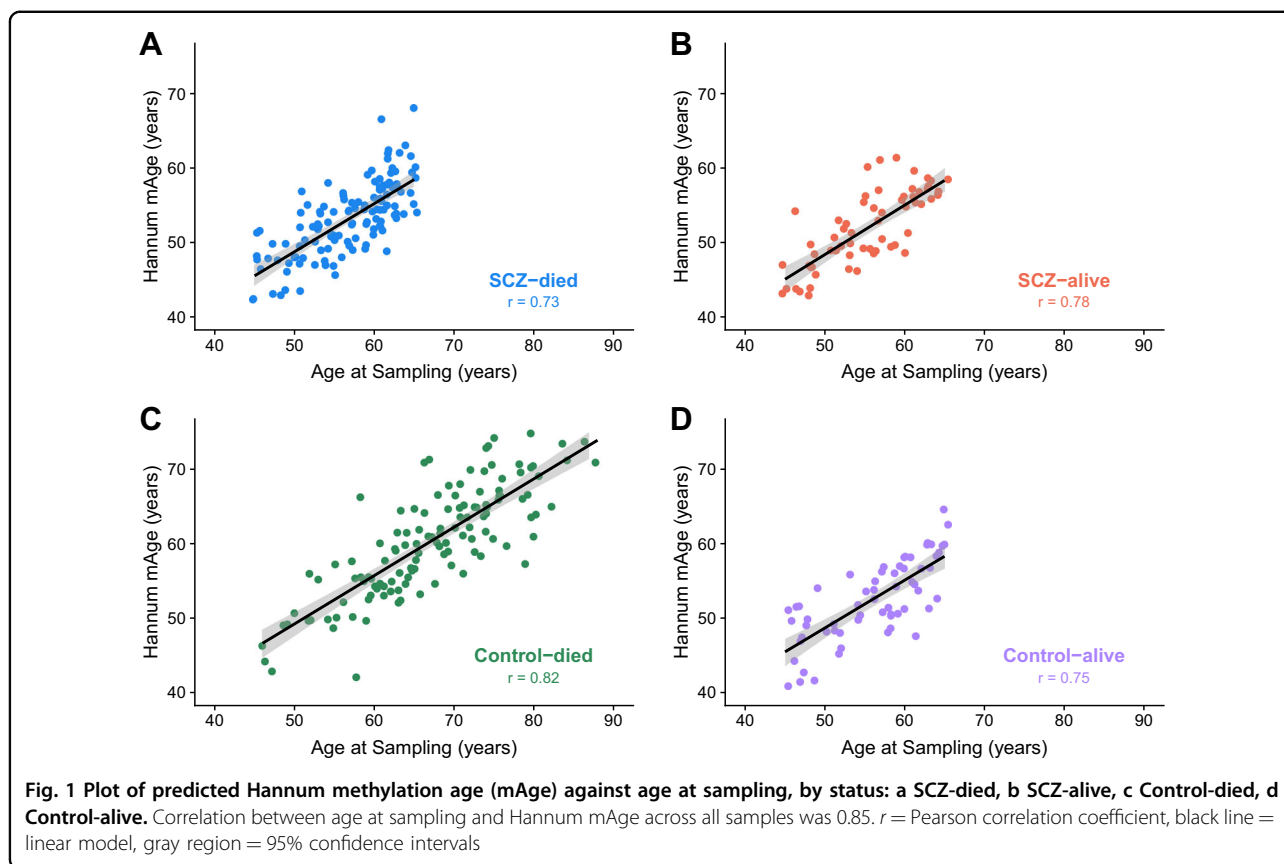 A
Hannum mAge (years)
70
60
50
40
SCZ−died
r = 0.73
40 50 60 70 80 90
Age at Sampling (years)
B
Hannum mAge (years)
70
60
50
40
SCZ−alive
r = 0.78
40 50 60 70 80 90
Age at Sampling (years)
C
Hannum mAge (years)
70
60
50
40
Control−died
r = 0.82
40 50 60 70 80 90
Age at Sampling (years)
D
Hannum mAge (years)
70
60
50
40
Control−alive
r = 0.75
40 50 60 70 80 90
Age at Sampling (years)
Fig. 1 Plot of predicted Hannum methylation age (mAge) against age at sampling, by status: a SCZ-died, b SCZ-alive, c Control-died, d
Control-alive. Correlation between age at sampling and Hannum mAge across all samples was 0.85. r = Pearson correlation coefficient, black line =
linear model, gray region = 95% confidence intervals